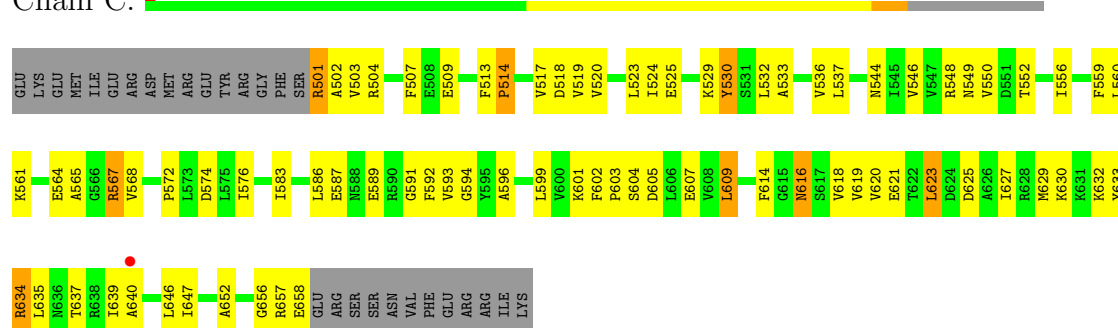 Chain C:
GLU LYS GLU MET ILE GLU ARG ASP MET ARG GLU TYR ARG GLY PHE SER R501 A502 V503 R504 F507 E508 E509 F513 P514 V517 D518 V519 V520 L523 I524 E525 K529 Y530 S531 L532 A533 V536 L537 N544 I545 V546 V547 R548 N549 V550 D551 T552 I556 F559 L560
K561 E564 A565 G566 R567 V568 P572 L573 D574 L575 I576 I583 L586 E587 N588 E589 R590 G591 F592 V593 G594 Y595 A596 L599 V600 K601 F602 P603 S604 D605 L606 E607 V608 L609 F614 G615 N616 S617 V618 V619 V620 E621 T622 L623 D624 D625 A626 I627 R628 M629 K630 K631 K632 Y633
R634 L635 N636 T637 R638 I639 A640 L646 I647 A652 G656 R657 E658 GLU ARG SER SER ASN VAL PHE GLU ARG ARG ILE LYS